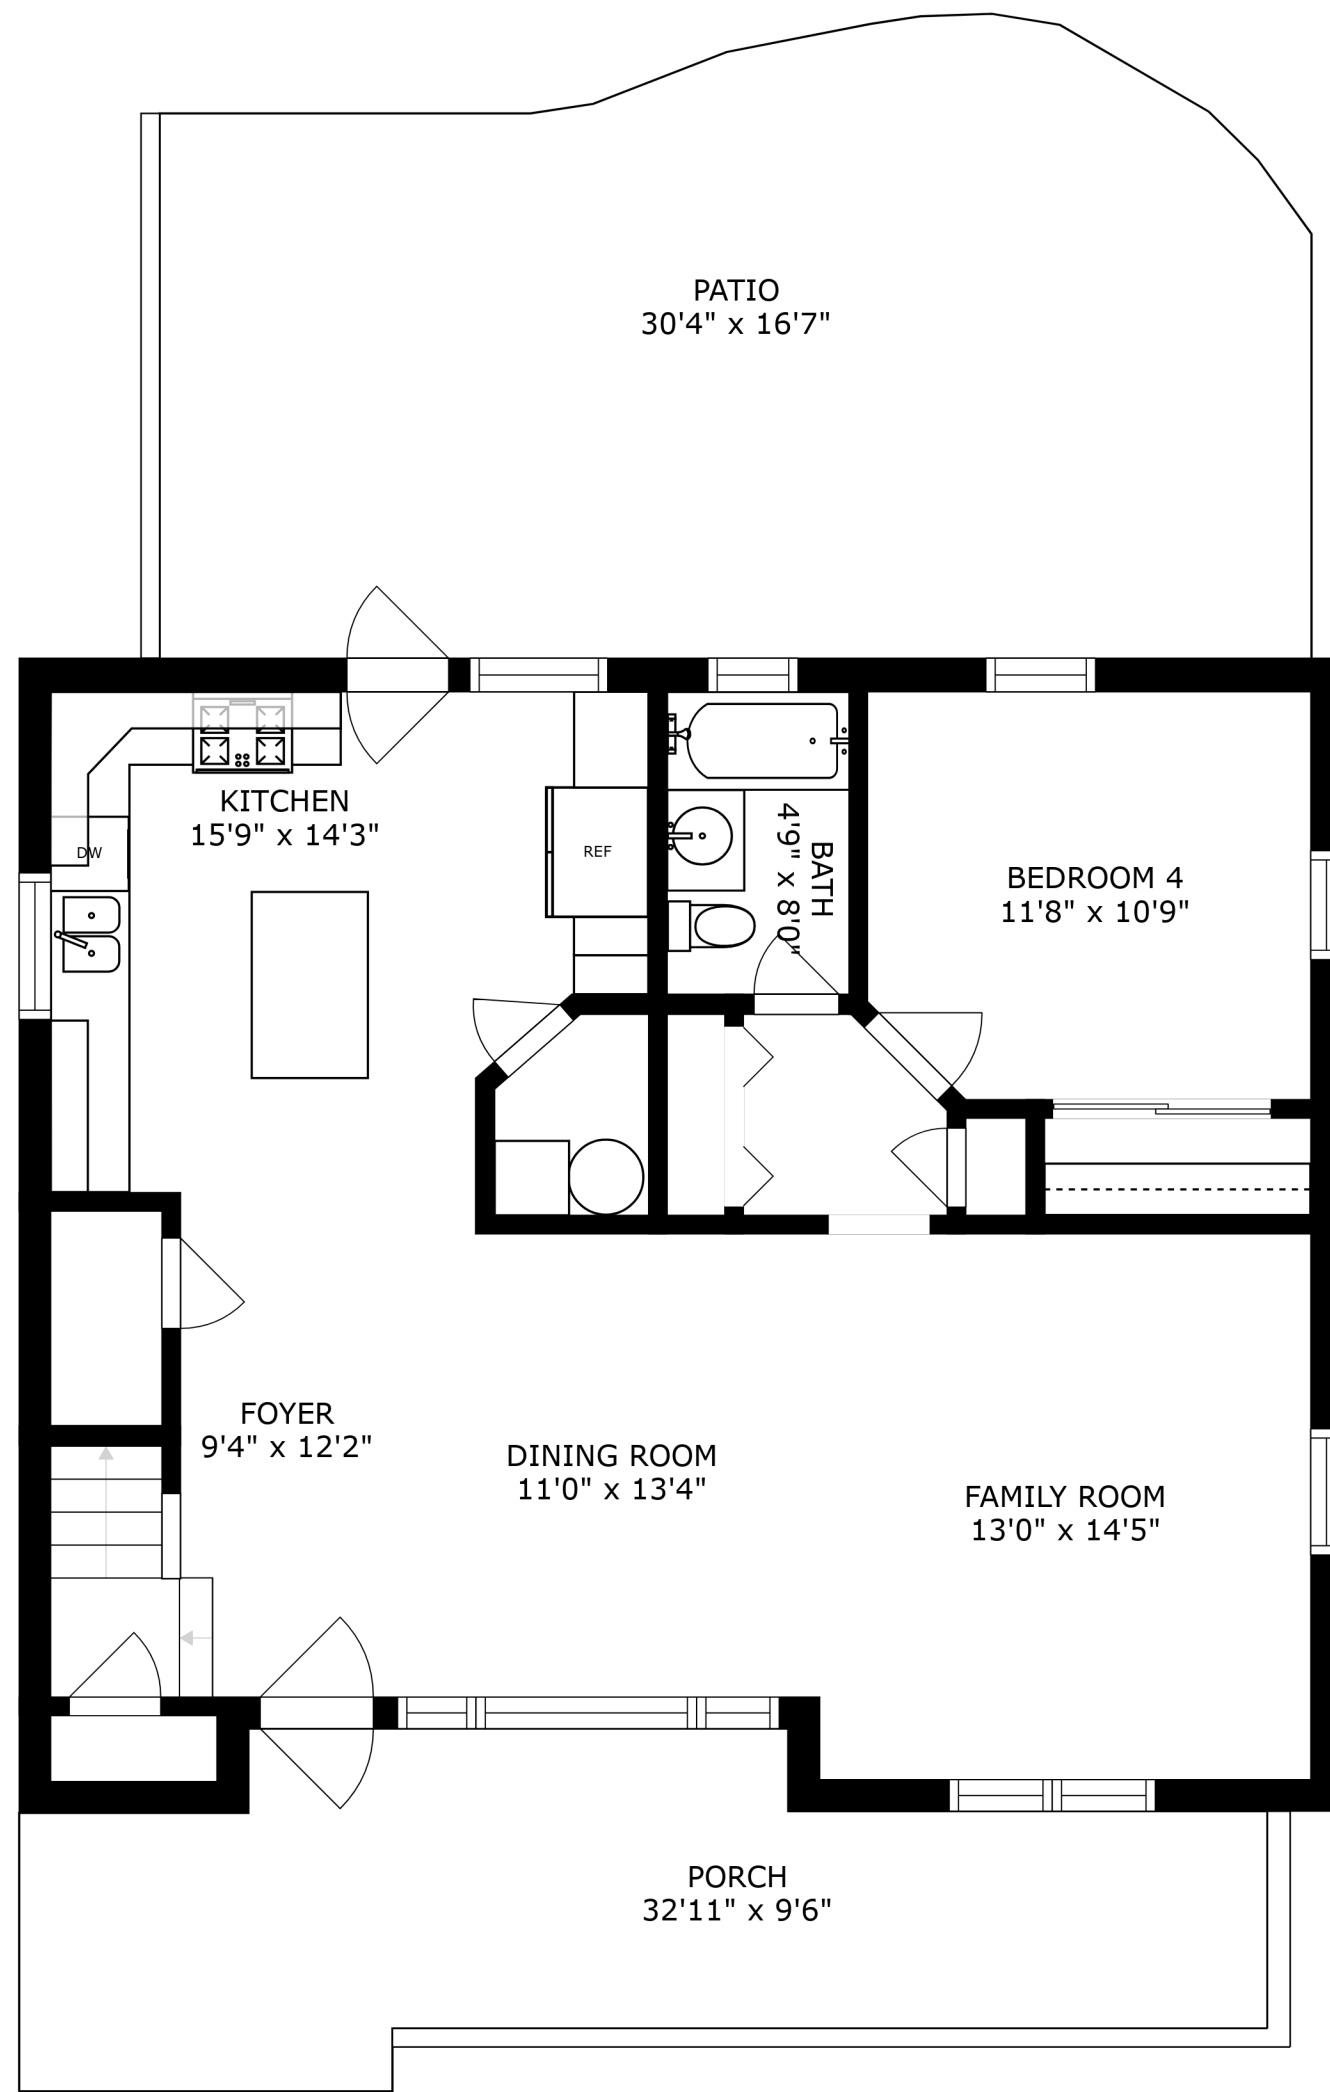 PATIO
30'4" x 16'7"
KITCHEN
15'9" x 14'3"
DW
REF
BATH
4'9" x 8'0"
BEDROOM 4
11'8" x 10'9"
FOYER
9'4" x 12'2"
DINING ROOM
11'0" x 13'4"
FAMILY ROOM
13'0" x 14'5"
PORCH
32'11" x 9'6"